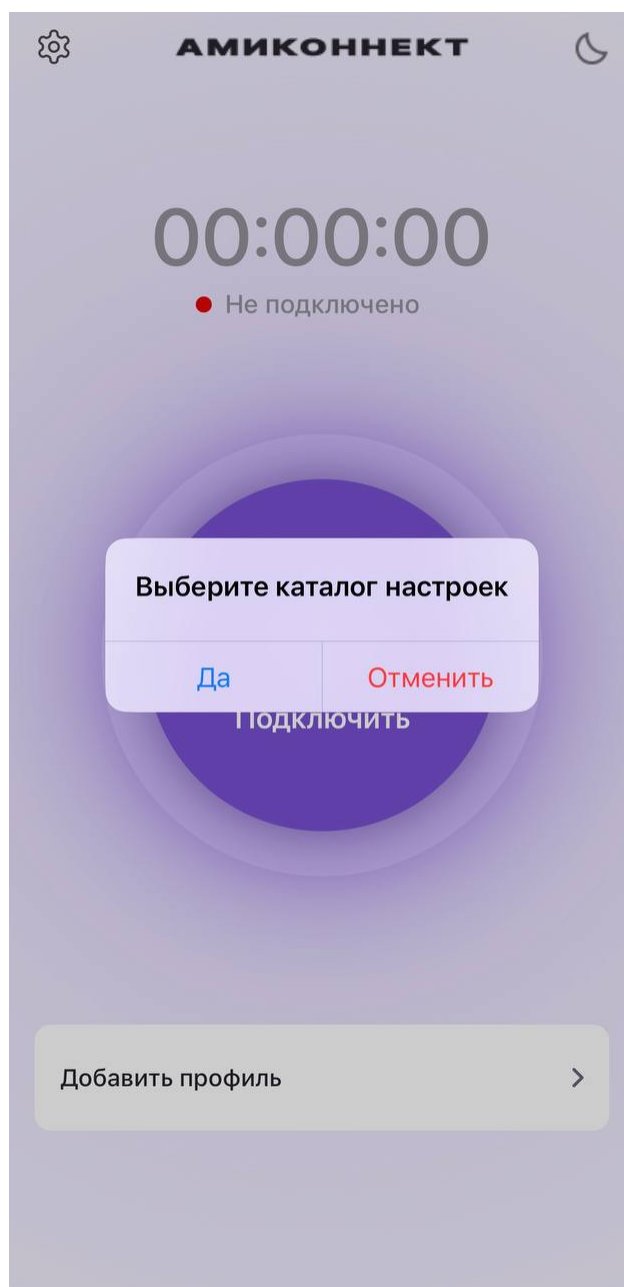 АМИКОННЕКТ
00:00:00
Не подключено
Выберите каталог настроек
Да Отменить
Подключить
Добавить профиль